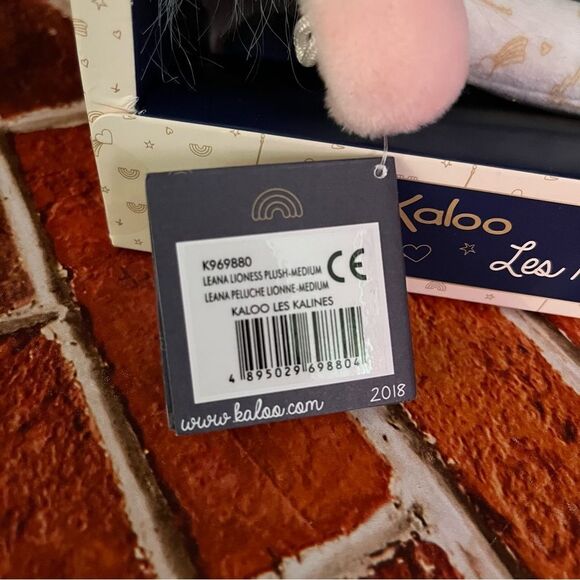 Kaloo
Les
K969880
LEANA LIONESS PLUSH-MEDIUM
LEANA PELUCHE LIONNE-MEDIUM
CE
KALOO LES KALINES
4 895029 698804
2018
www.kaloo.com